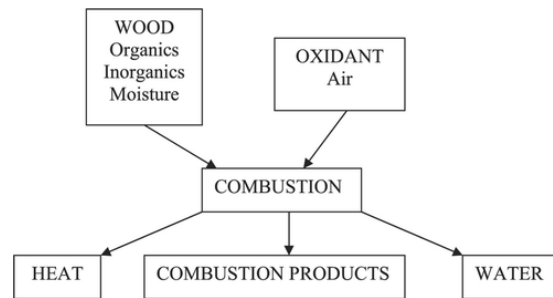 WOOD
Organics
Inorganics
Moisture
OXIDANT
Air
COMBUSTION
HEAT
COMBUSTION PRODUCTS
WATER